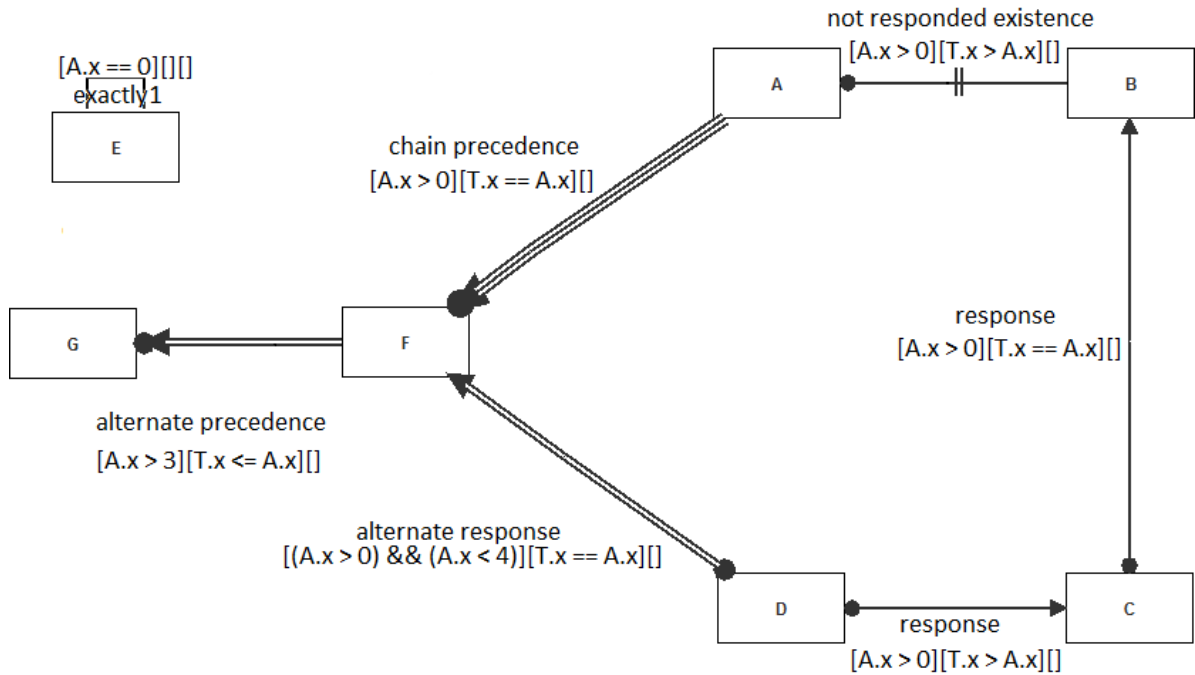 not responded existence
[A.x > 0][T.x > A.x][]
[A.x == 0][][]
exactly1
E
A
B
chain precedence
[A.x > 0][T.x == A.x][]
response
[A.x > 0][T.x == A.x][]
G
F
alternate precedence
[A.x > 3][T.x <= A.x][]
alternate response
[(A.x > 0) && (A.x < 4)][T.x == A.x][]
D
C
response
[A.x > 0][T.x > A.x][]